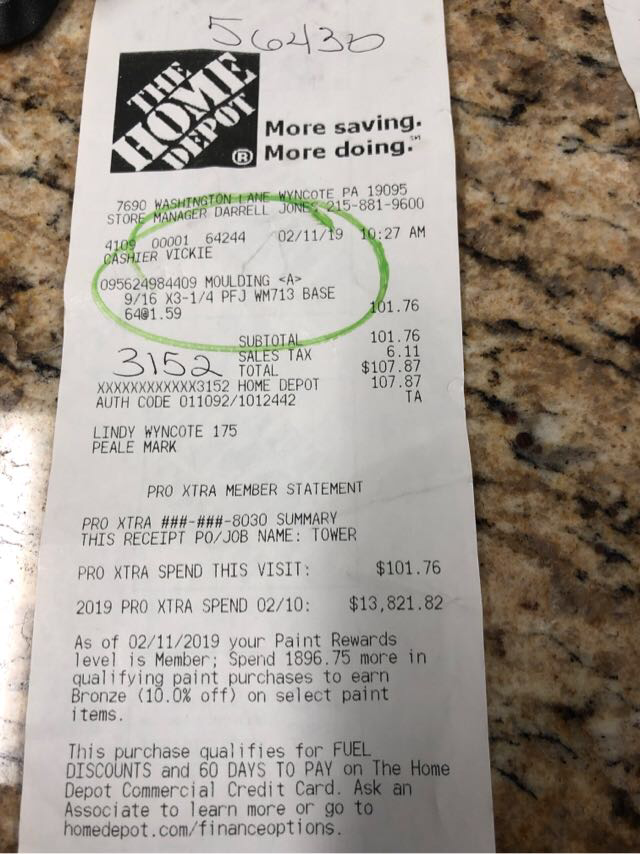 56430
THE
HOME
DEPOT
®
More saving.
More doing.℠
7690 WASHINGTON LANE WYNCOTE PA 19095
STORE MANAGER DARRELL JONES 215-881-9600
4109 00001 64244 02/11/19 10:27 AM
CASHIER VICKIE
095624984409 MOULDING <A>
9/16 X3-1/4 PFJ WM713 BASE
64@1.59 101.76
SUBTOTAL 101.76
SALES TAX 6.11
TOTAL $107.87
3152
XXXXXXXXXXXX3152 HOME DEPOT 107.87
AUTH CODE 011092/1012442 TA
LINDY WYNCOTE 175
PEALE MARK
PRO XTRA MEMBER STATEMENT
PRO XTRA ###-###-8030 SUMMARY
THIS RECEIPT PO/JOB NAME: TOWER
PRO XTRA SPEND THIS VISIT: $101.76
2019 PRO XTRA SPEND 02/10: $13,821.82
As of 02/11/2019 your Paint Rewards
level is Member; Spend 1896.75 more in
qualifying paint purchases to earn
Bronze (10.0% off) on select paint
items.
This purchase qualifies for FUEL
DISCOUNTS and 60 DAYS TO PAY on The Home
Depot Commercial Credit Card. Ask an
Associate to learn more or go to
homedepot.com/financeoptions.